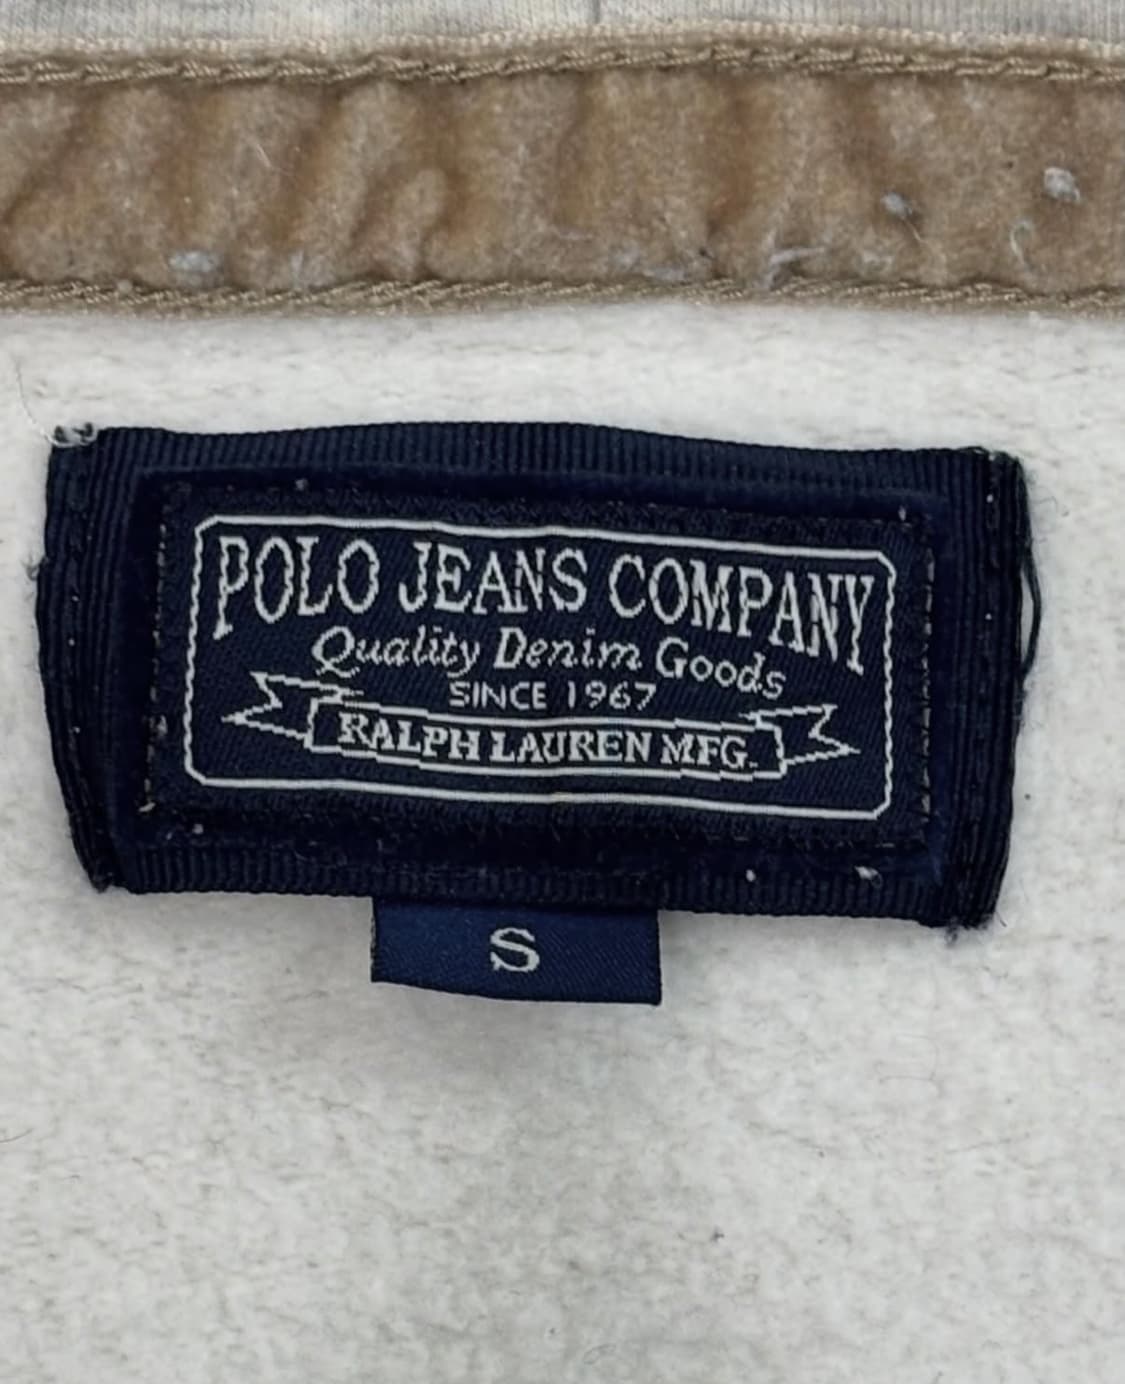 POLO JEANS COMPANY
Quality Denim Goods
SINCE 1967
RALPH LAUREN MFG.
S